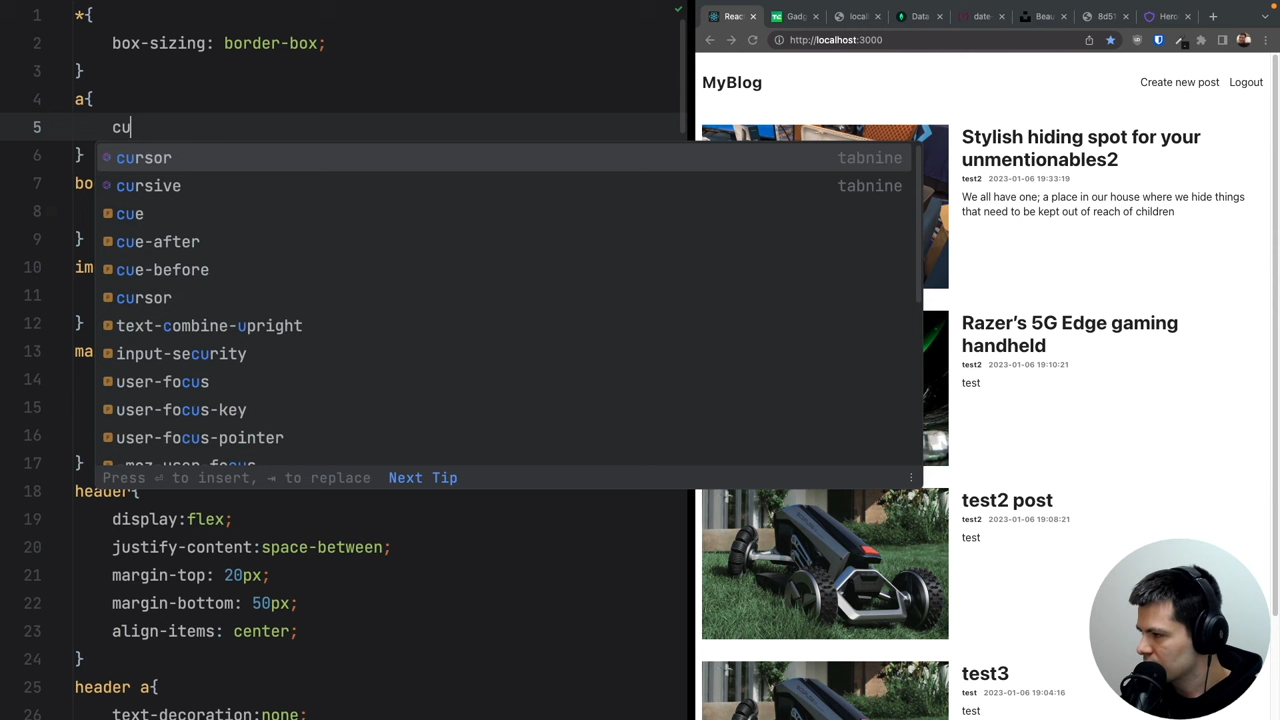 1 *{
2 box-sizing: border-box;
3 }
4 a{
5 cu
6 }
7 bo
8
9 }
10 im
11
12 }
13 ma
14
15
16
17 }
18 header{
19 display:flex;
20 justify-content:space-between;
21 margin-top: 20px;
22 margin-bottom: 50px;
23 align-items: center;
24 }
25 header a{
26 text-decoration:none;
cursor tabnine
cursive tabnine
cue
cue-after
cue-before
cursor
text-combine-upright
input-security
user-focus
user-focus-key
user-focus-pointer
-moz-user-focus
Press ⏎ to insert, ⇥ to replace Next Tip
Reac Gadg locali Data date- Beau 8d51 Hero
http://localhost:3000
MyBlog Create new post Logout
Stylish hiding spot for your
unmentionables2
test2 2023-01-06 19:33:19
We all have one; a place in our house where we hide things
that need to be kept out of reach of children
Razer’s 5G Edge gaming
handheld
test2 2023-01-06 19:10:21
test
test2 post
test2 2023-01-06 19:08:21
test
test3
test 2023-01-06 19:04:16
test